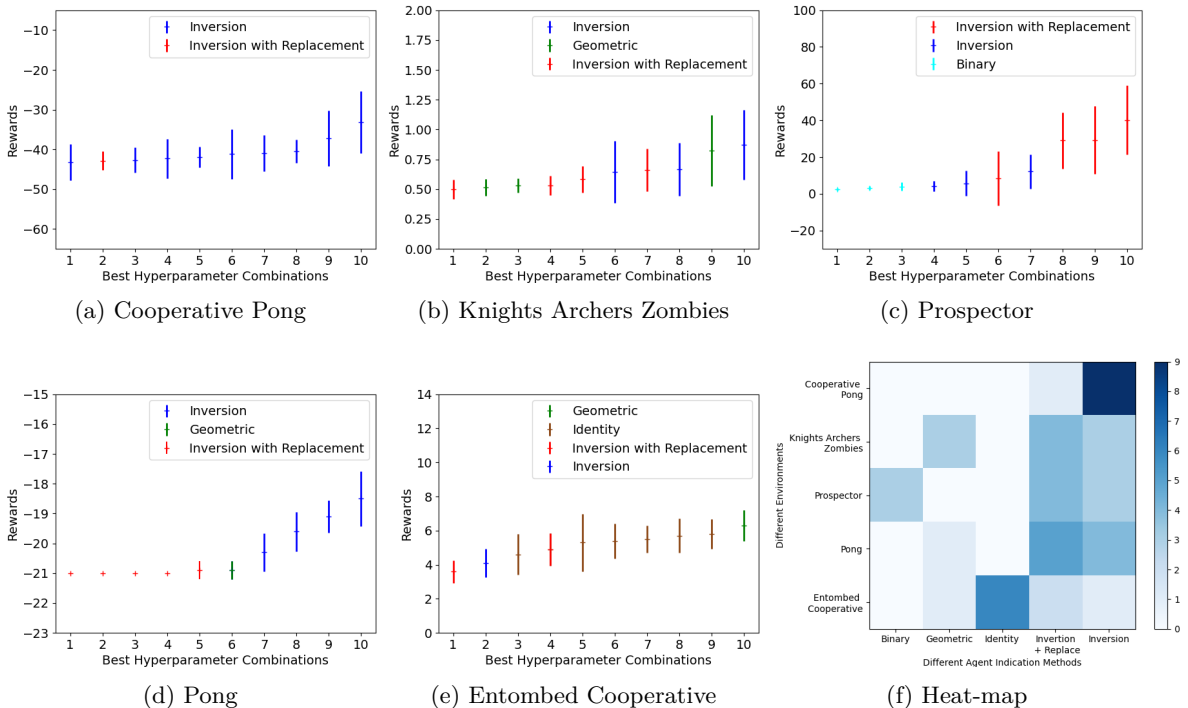 Inversion
Inversion with Replacement
−5
−10
−20
−30
−40
−50
−60
Rewards
1 2 3 4 5 6 7 8 9 10
Best Hyperparameter Combinations
(a) Cooperative Pong
Inversion
Geometric
Inversion with Replacement
2.00
1.75
1.50
1.25
1.00
0.75
0.50
0.25
0.00
Rewards
1 2 3 4 5 6 7 8 9 10
Best Hyperparameter Combinations
(b) Knights Archers Zombies
Inversion with Replacement
Inversion
Binary
100
80
60
40
20
0
−20
Rewards
1 2 3 4 5 6 7 8 9 10
Best Hyperparameter Combinations
(c) Prospector
Inversion
Geometric
Inversion with Replacement
−15
−16
−17
−18
−19
−20
−21
−22
−23
Rewards
1 2 3 4 5 6 7 8 9 10
Best Hyperparameter Combinations
(d) Pong
Geometric
Identity
Inversion with Replacement
Inversion
14
12
10
8
6
4
2
0
Rewards
1 2 3 4 5 6 7 8 9 10
Best Hyperparameter Combinations
(e) Entombed Cooperative
Different Environments
Cooperative
Pong
Knights Archers
Zombies
Prospector
Pong
Entombed
Cooperative
Binary Geometric Identity Invertion Inversion
+ Replace
Different Agent Indication Methods
9
8
7
6
5
4
3
2
1
0
(f) Heat-map